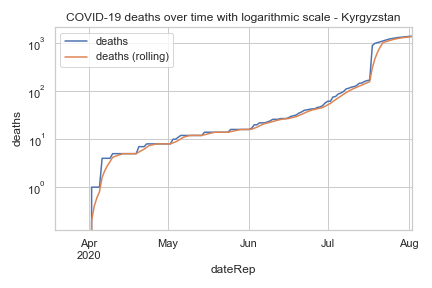 COVID-19 deaths over time with logarithmic scale - Kyrgyzstan
deaths
deaths (rolling)
10³
10²
10¹
10⁰
deaths
Apr
2020
May
Jun
Jul
Aug
dateRep